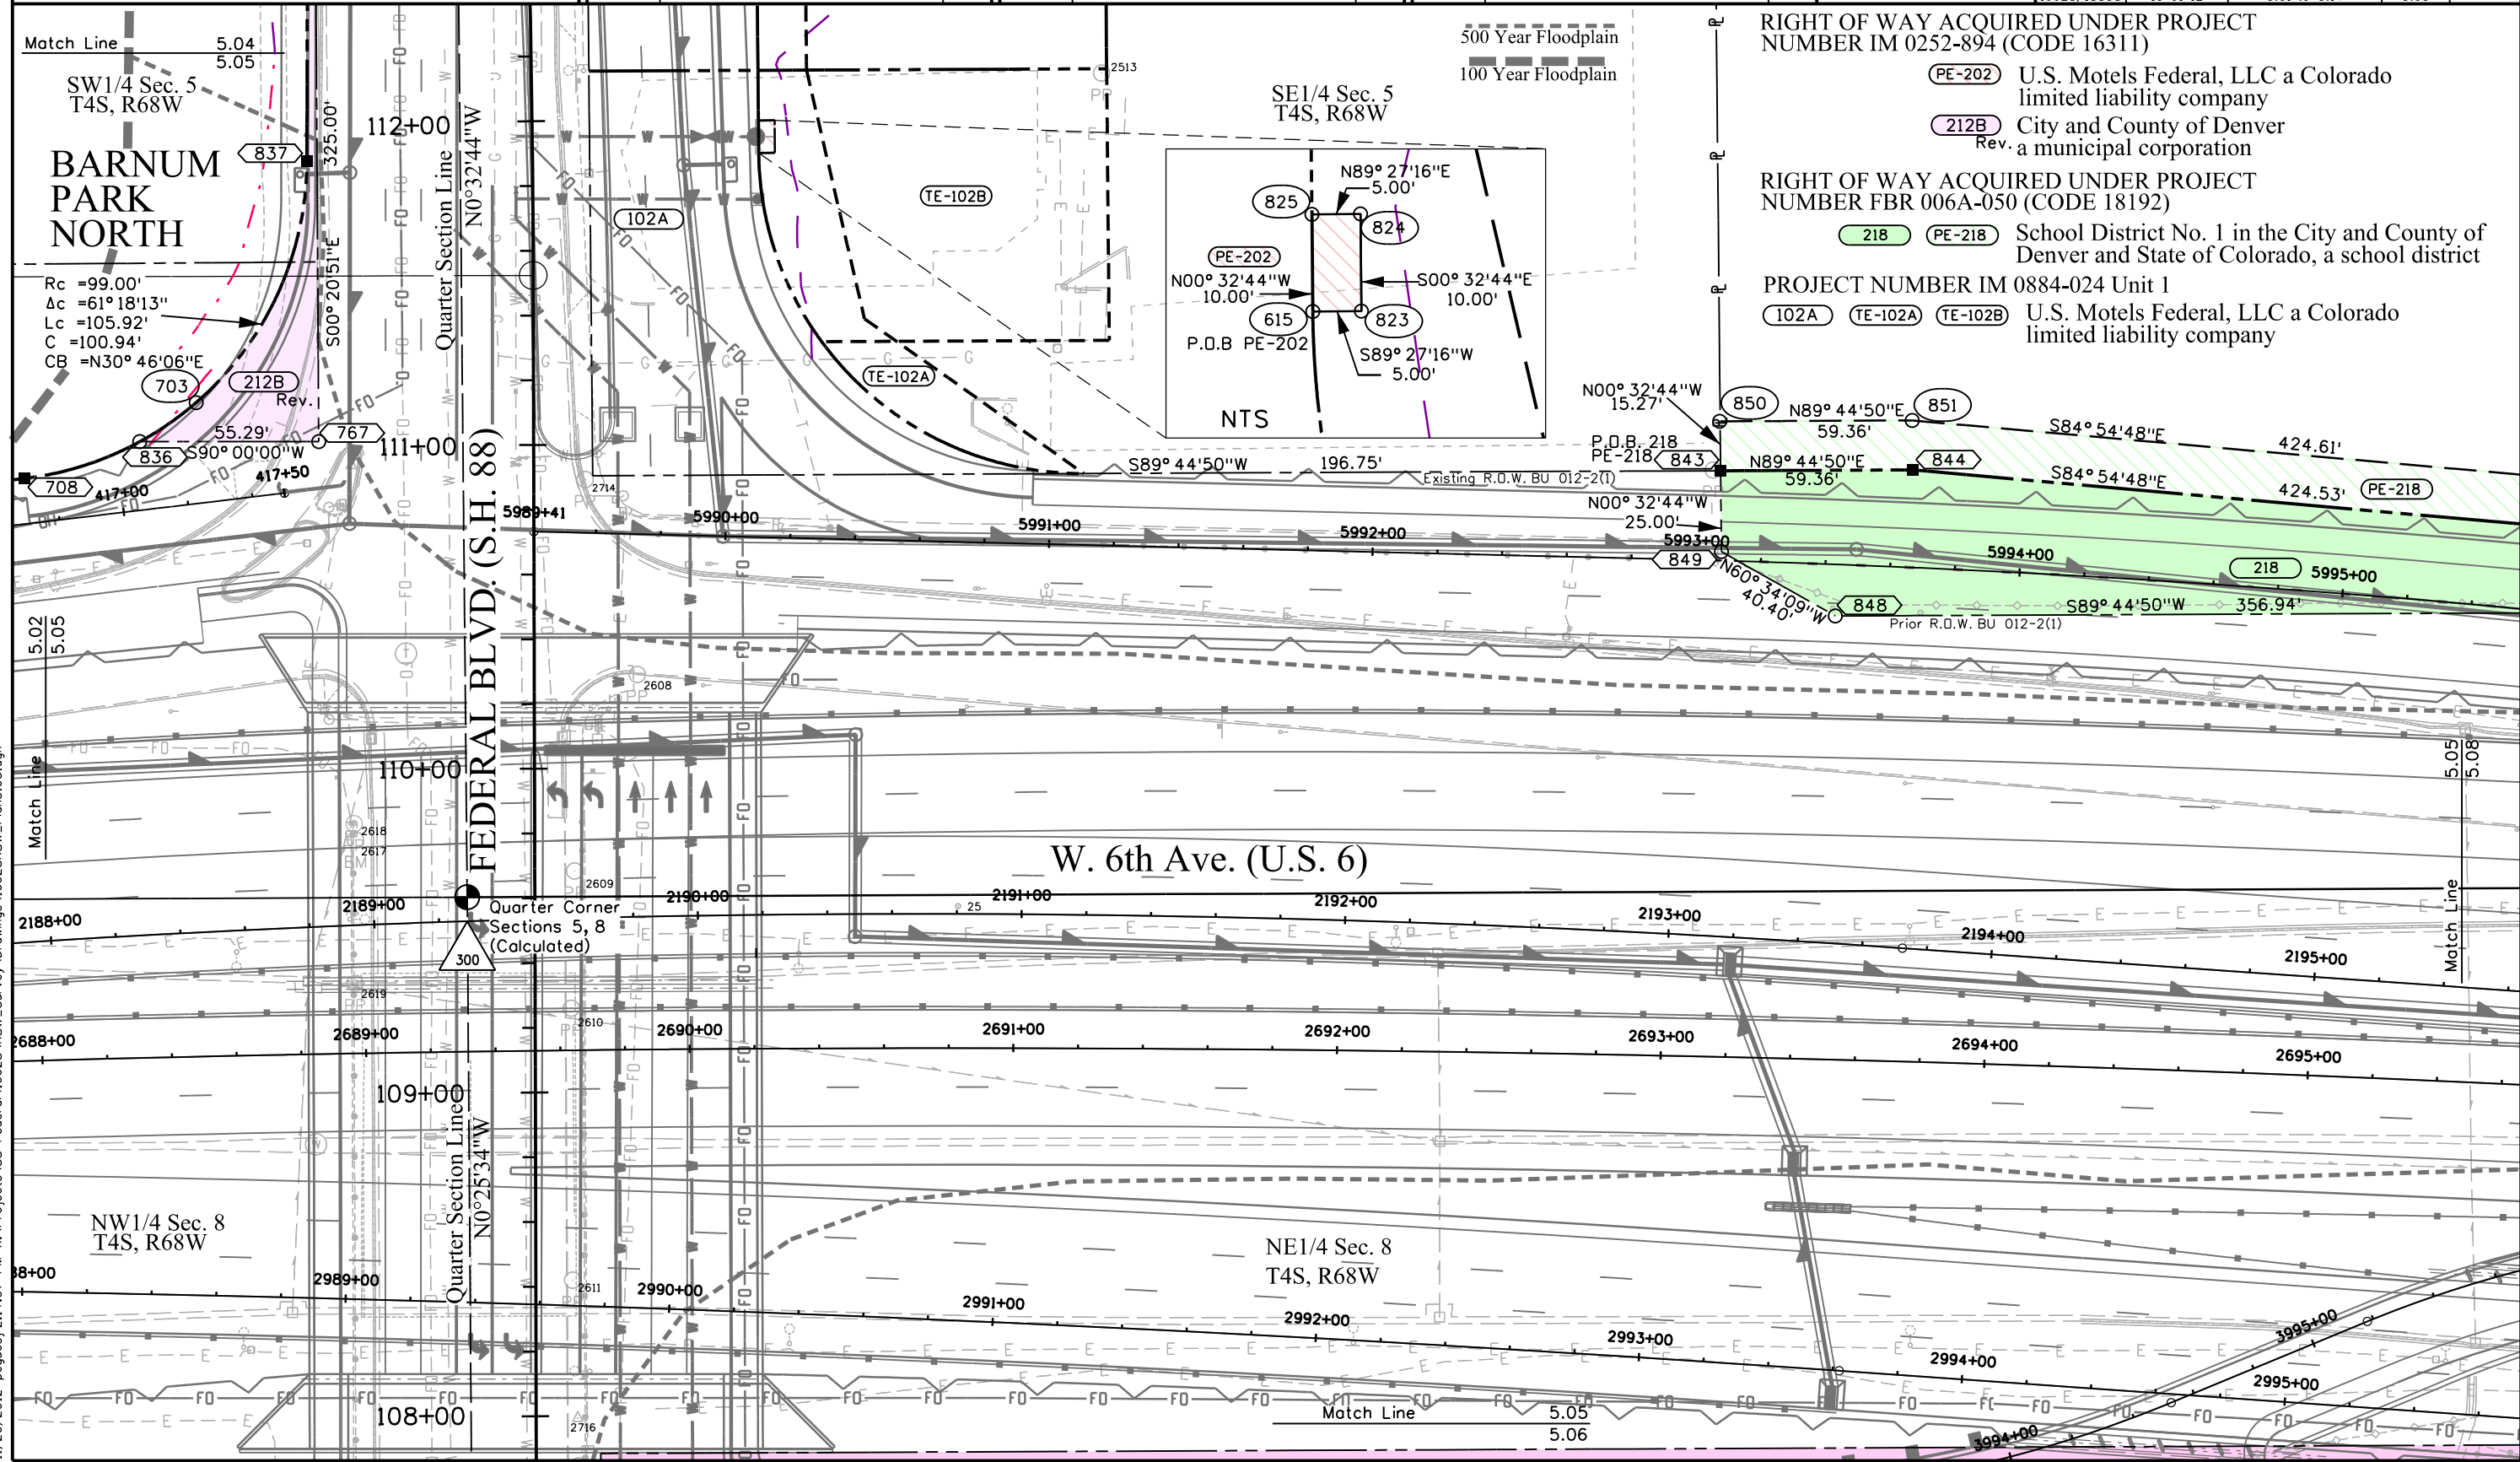 Match Line
5.04
5.05
SW1/4 Sec. 5
T4S, R68W
BARNUM
PARK
NORTH
837
325.00'
S00° 20'51"E
Rc =99.00'
Δc =61°18'13"
Lc =105.92'
C =100.94'
CB =N30°46'06"E
703
212B
Rev.
55.29'
767
836
S90°00'00"W
708
417+00
417+50
112+00
111+00
110+00
109+00
108+00
Quarter Section Line
N0°32'44"W
FEDERAL BLVD. (S.H. 88)
102A
TE-102B
TE-102A
2513
500 Year Floodplain
100 Year Floodplain
SE1/4 Sec. 5
T4S, R68W
N89° 27'16"E
5.00'
825
824
PE-202
N00° 32'44"W
10.00'
S00° 32'44"E
10.00'
615
823
P.O.B PE-202
S89° 27'16"W
5.00'
NTS
RIGHT OF WAY ACQUIRED UNDER PROJECT
NUMBER IM 0252-894 (CODE 16311)
PE-202 U.S. Motels Federal, LLC a Colorado
limited liability company
212B City and County of Denver
Rev. a municipal corporation
RIGHT OF WAY ACQUIRED UNDER PROJECT
NUMBER FBR 006A-050 (CODE 18192)
218 PE-218 School District No. 1 in the City and County of
Denver and State of Colorado, a school district
PROJECT NUMBER IM 0884-024 Unit 1
102A TE-102A TE-102B U.S. Motels Federal, LLC a Colorado
limited liability company
N00° 32'44"W
15.27'
850
N89° 44'50"E
59.36'
851
S84° 54'48"E
424.61'
P.O.B. 218
PE-218
843
N89° 44'50"E
59.36'
844
S84° 54'48"E
424.53'
PE-218
S89° 44'50"W
196.75'
Existing R.O.W. BU 012-2(1)
N00° 32'44"W
25.00'
849
N60° 34'09"W
40.40'
848
S89° 44'50"W
356.94'
Prior R.O.W. BU 012-2(1)
218
2714
5989+41
5990+00
5991+00
5992+00
5993+00
5994+00
5995+00
5.02
5.05
Match Line
2608
2618
2617
2609
W. 6th Ave. (U.S. 6)
5.05
5.08
Match Line
2188+00
2189+00
2190+00
2191+00
2192+00
2193+00
2194+00
2195+00
25
Quarter Corner
Sections 5, 8
(Calculated)
300
2619
2610
2688+00
2689+00
2690+00
2691+00
2692+00
2693+00
2694+00
2695+00
Quarter Section Line
N0°25'34"W
NW1/4 Sec. 8
T4S, R68W
NE1/4 Sec. 8
T4S, R68W
2611
38+00
2989+00
2990+00
2991+00
2992+00
2993+00
2994+00
2995+00
3995+00
3994+00
2716
Match Line
5.05
5.06